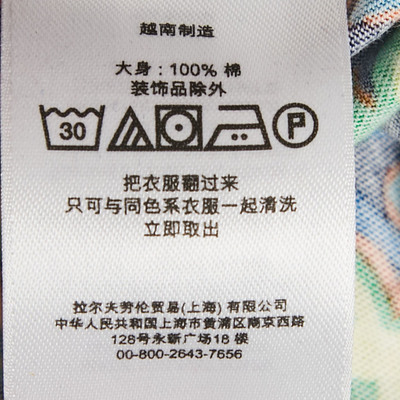 越南制造
大身：100% 棉
装饰品除外
30 P
把衣服翻过来
只可与同色系衣服一起清洗
立即取出
拉尔夫劳伦贸易(上海) 有限公司
中华人民共和国上海市黄浦区南京西路
128号永新广场18 楼
00-800-2643-7656